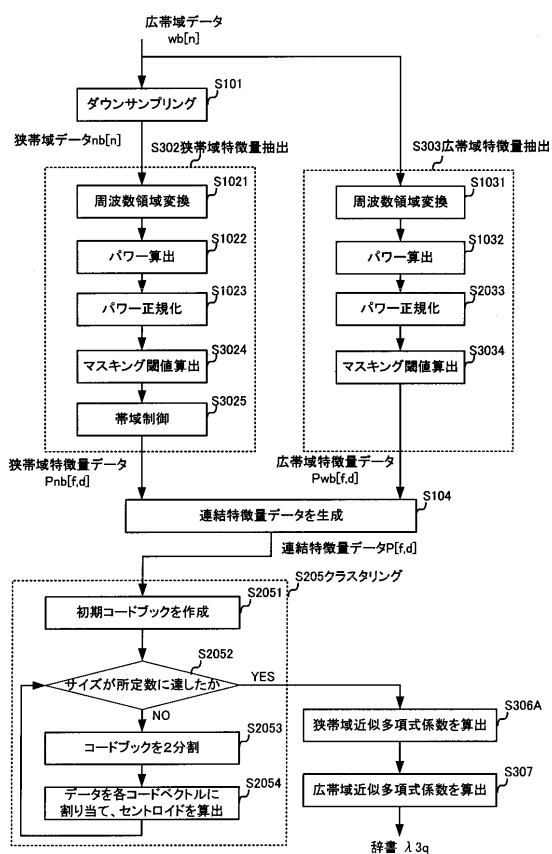 広帯域データ
wb[n]
S101
ダウンサンプリング
狭帯域データnb[n]
S302狭帯域特徴量抽出
S303広帯域特徴量抽出
S1021
周波数領域変換
S1031
周波数領域変換
S1022
パワー算出
S1032
パワー算出
S1023
パワー正規化
S2033
パワー正規化
S3024
マスキング閾値算出
S3034
マスキング閾値算出
S3025
帯域制御
狭帯域特徴量データ
Pnb[f,d]
広帯域特徴量データ
Pwb[f,d]
S104
連結特徴量データを生成
連結特徴量データP[f,d]
S205クラスタリング
S2051
初期コードブックを作成
S2052
サイズが所定数に達したか
YES
NO
S306A
狭帯域近似多項式係数を算出
S2053
コードブックを2分割
S307
広帯域近似多項式係数を算出
S2054
データを各コードベクトルに
割り当て、セントロイドを算出
辞書 λ3q